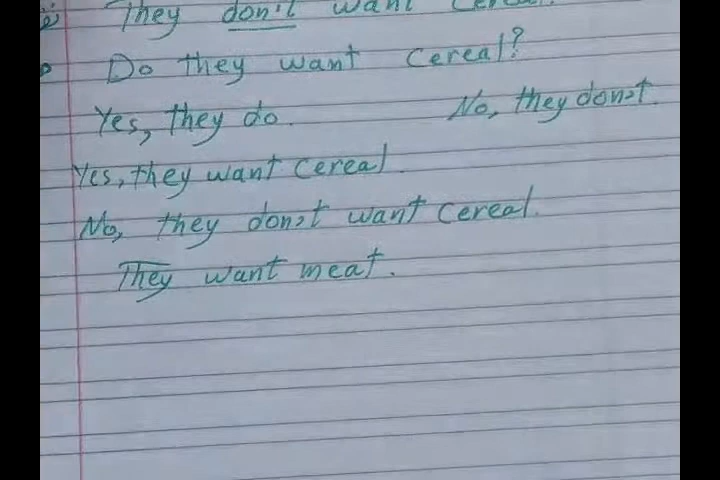 They don't want cereal.
Do they want cereal?
Yes, they do. No, they don't.
Yes, they want cereal.
No, they don't want cereal.
They want meat.